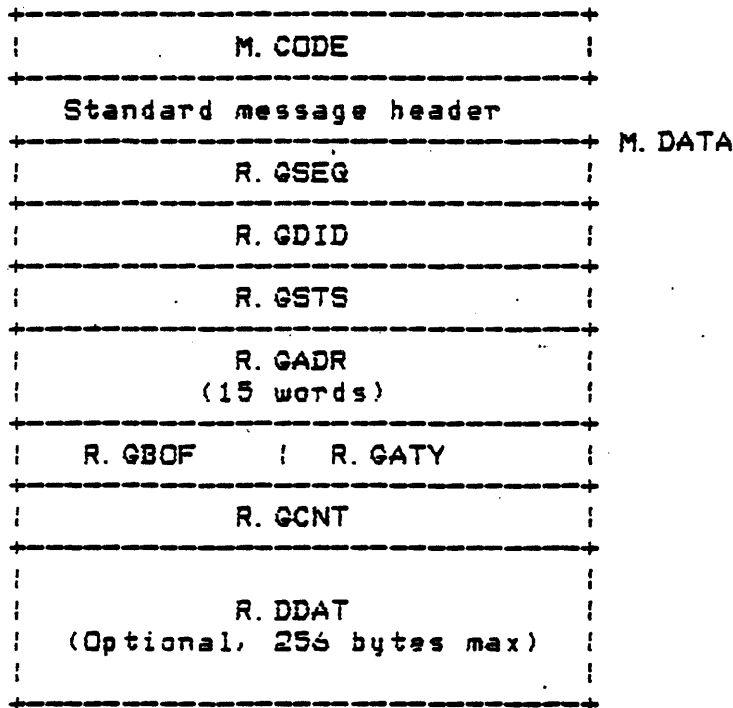 M. CODE
Standard message header
M. DATA
R. GSEQ
R. GDID
R. GSTS
R. GADR
(15 words)
R. GBOF ! R. GATY
R. GCNT
R. DDAT
(Optional, 256 bytes max)